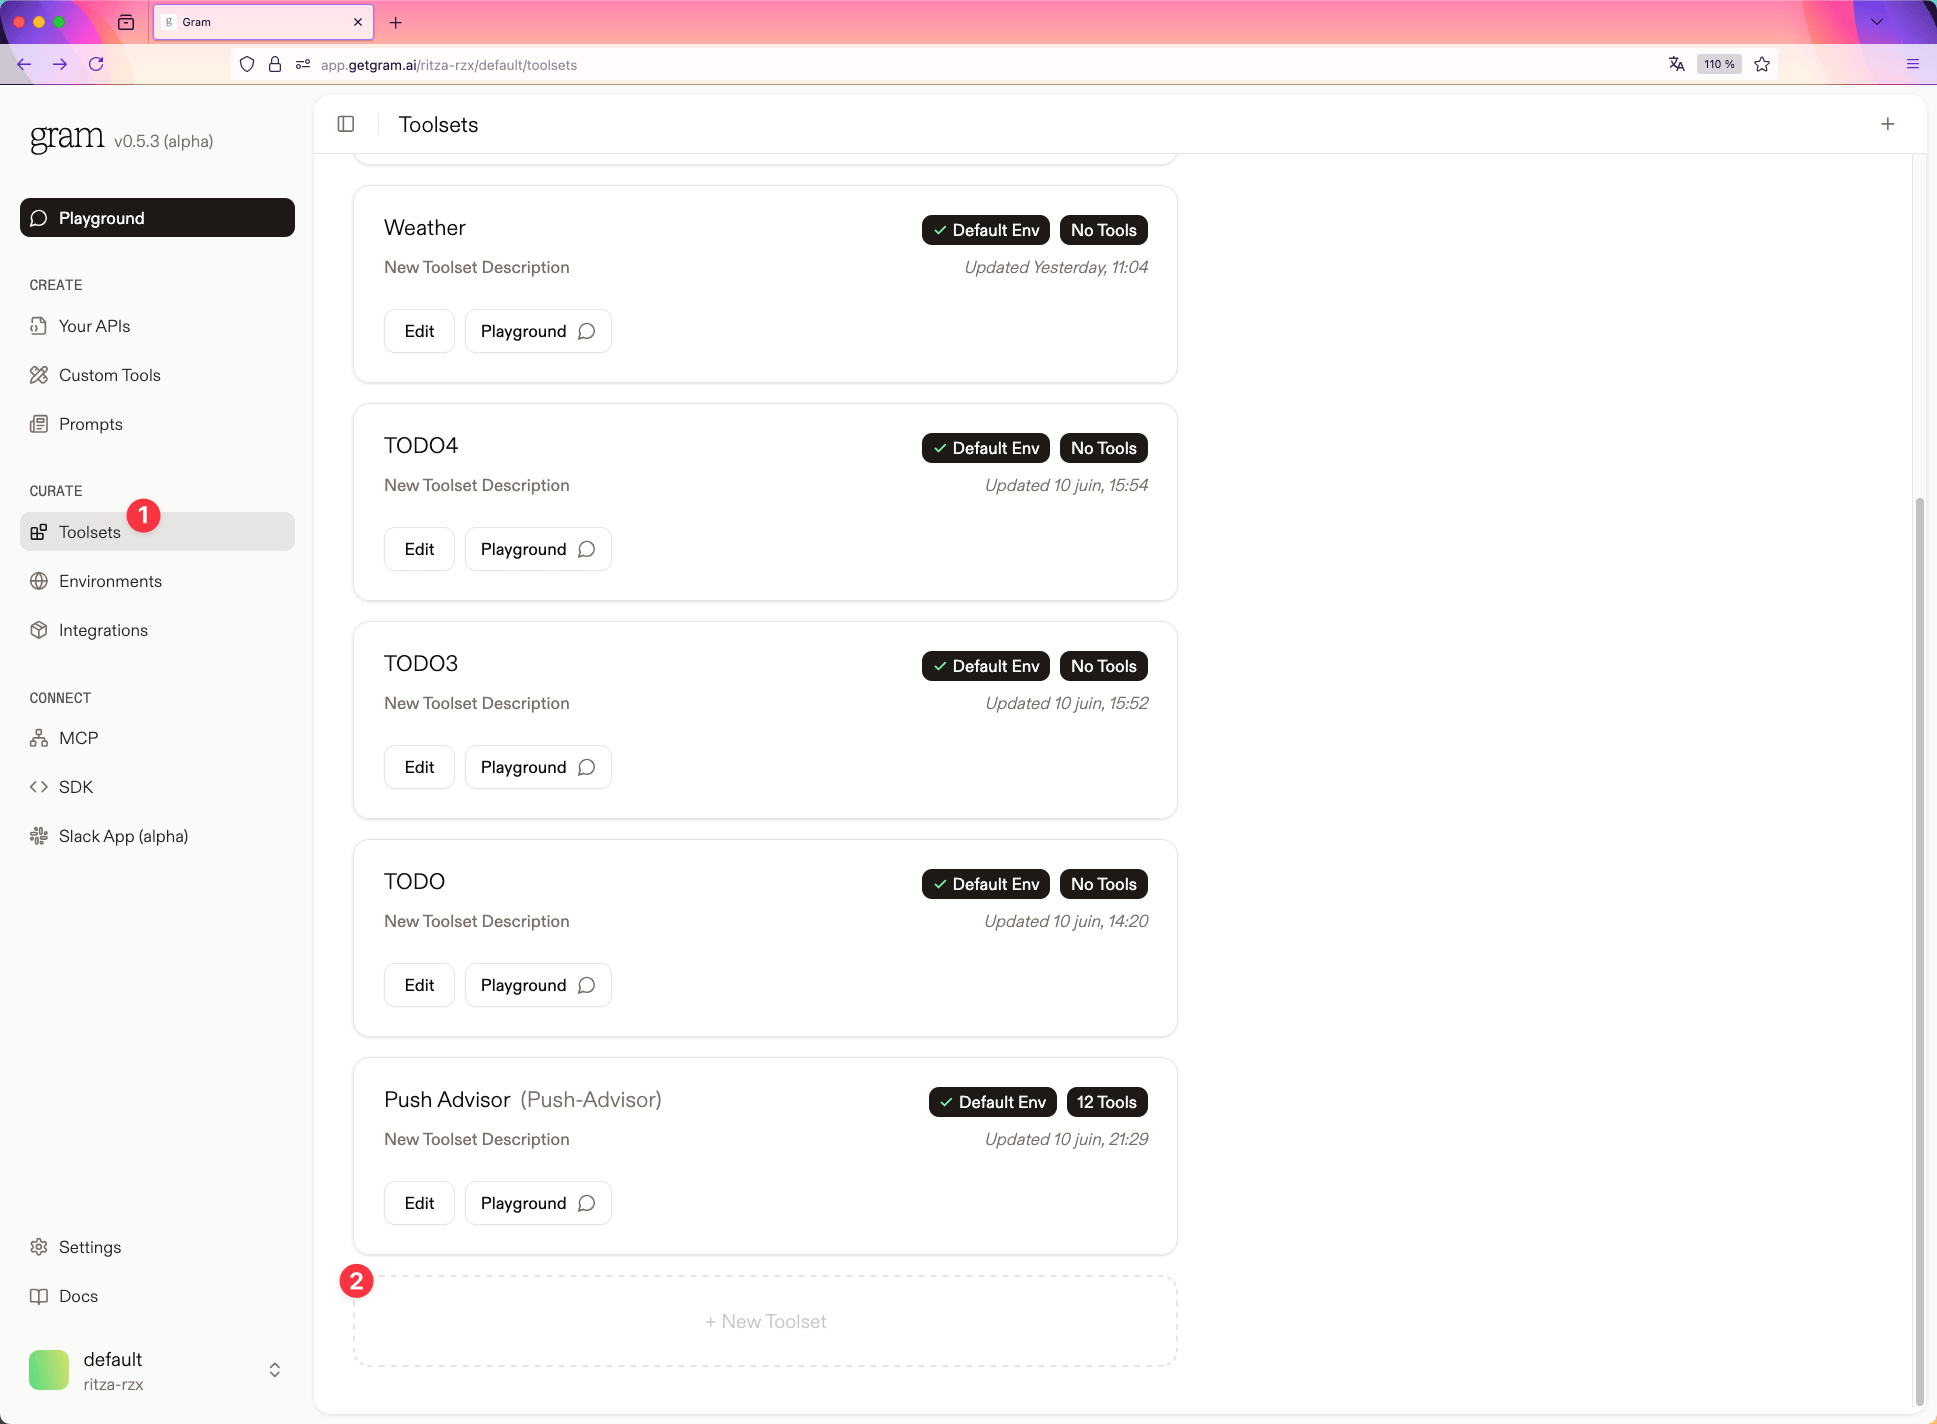 g Gram
app.getgram.ai/ritza-rzx/default/toolsets
110 %
gram v0.5.3 (alpha)
Playground
CREATE
Your APIs
Custom Tools
Prompts
CURATE
1
Toolsets
Environments
Integrations
CONNECT
MCP
SDK
Slack App (alpha)
Settings
Docs
default
ritza-rzx
Toolsets
Weather
Default Env
No Tools
New Toolset Description
Updated Yesterday, 11:04
Edit
Playground
TODO4
Default Env
No Tools
New Toolset Description
Updated 10 juin, 15:54
Edit
Playground
TODO3
Default Env
No Tools
New Toolset Description
Updated 10 juin, 15:52
Edit
Playground
TODO
Default Env
No Tools
New Toolset Description
Updated 10 juin, 14:20
Edit
Playground
Push Advisor (Push-Advisor)
Default Env
12 Tools
New Toolset Description
Updated 10 juin, 21:29
Edit
Playground
2
+ New Toolset